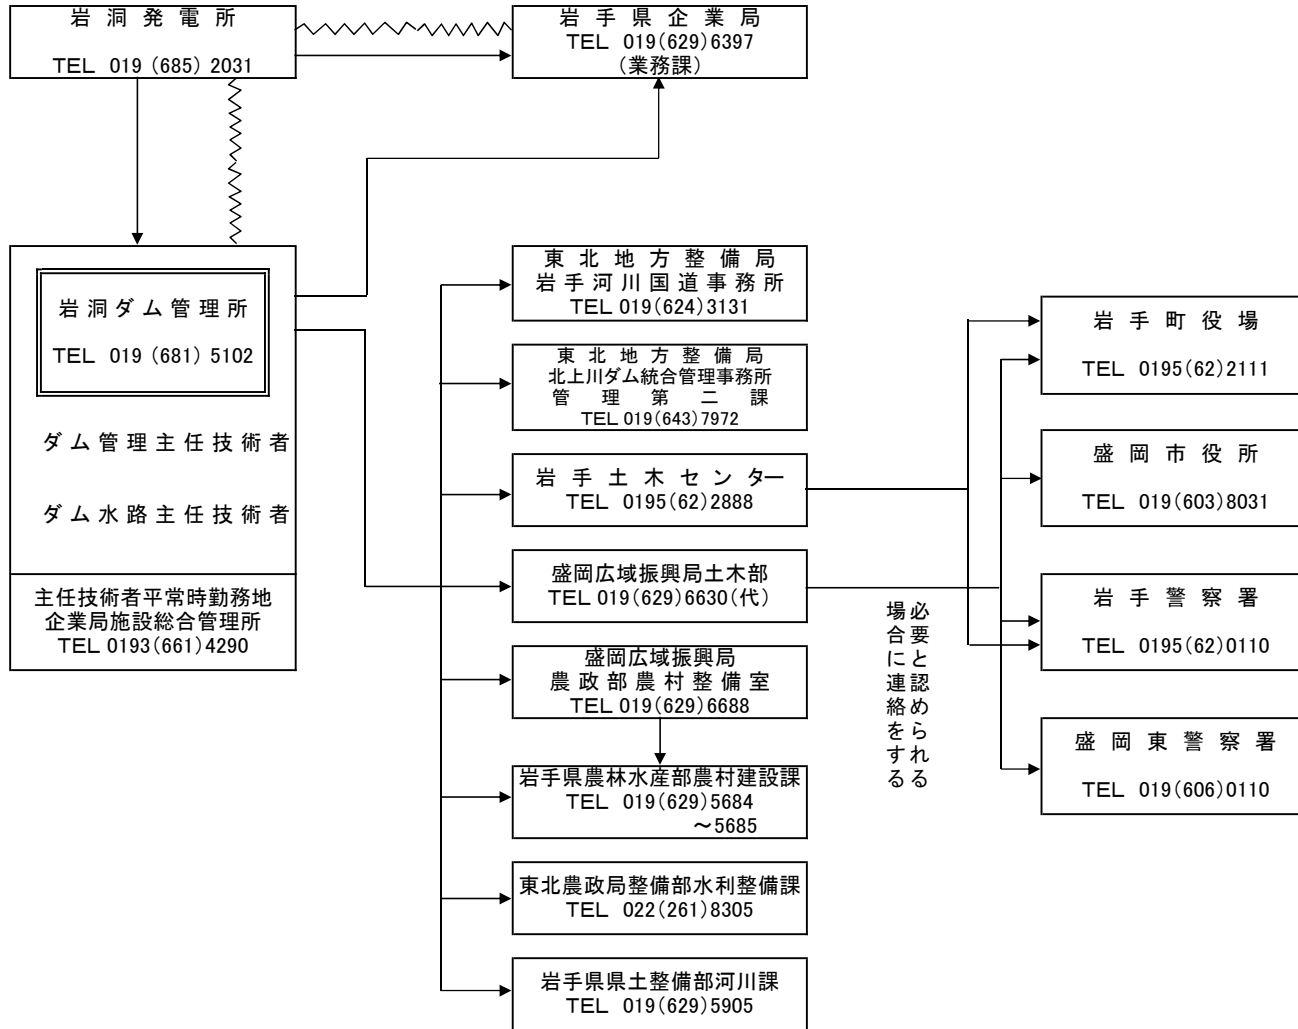 岩洞発電所
TEL 019(685)2031
岩手県企業局
TEL 019(629)6397
(業務課)
岩洞ダム管理所
TEL 019(681)5102
ダム管理主任技術者
ダム水路主任技術者
主任技術者平常時勤務地
企業局施設総合管理所
TEL 0193(661)4290
東北地方整備局
岩手河川国道事務所
TEL 019(624)3131
東北地方整備局
北上川ダム統合管理事務所
管理第二課
TEL 019(643)7972
岩手土木センター
TEL 0195(62)2888
盛岡広域振興局土木部
TEL 019(629)6630(代)
盛岡広域振興局
農政部農村整備室
TEL 019(629)6688
岩手県農林水産部農村建設課
TEL 019(629)5684
～5685
東北農政局整備部水利整備課
TEL 022(261)8305
岩手県県土整備部河川課
TEL 019(629)5905
必要と認められる
場合に連絡をする
岩手町役場
TEL 0195(62)2111
盛岡市役所
TEL 019(603)8031
岩手警察署
TEL 0195(62)0110
盛岡東警察署
TEL 019(606)0110